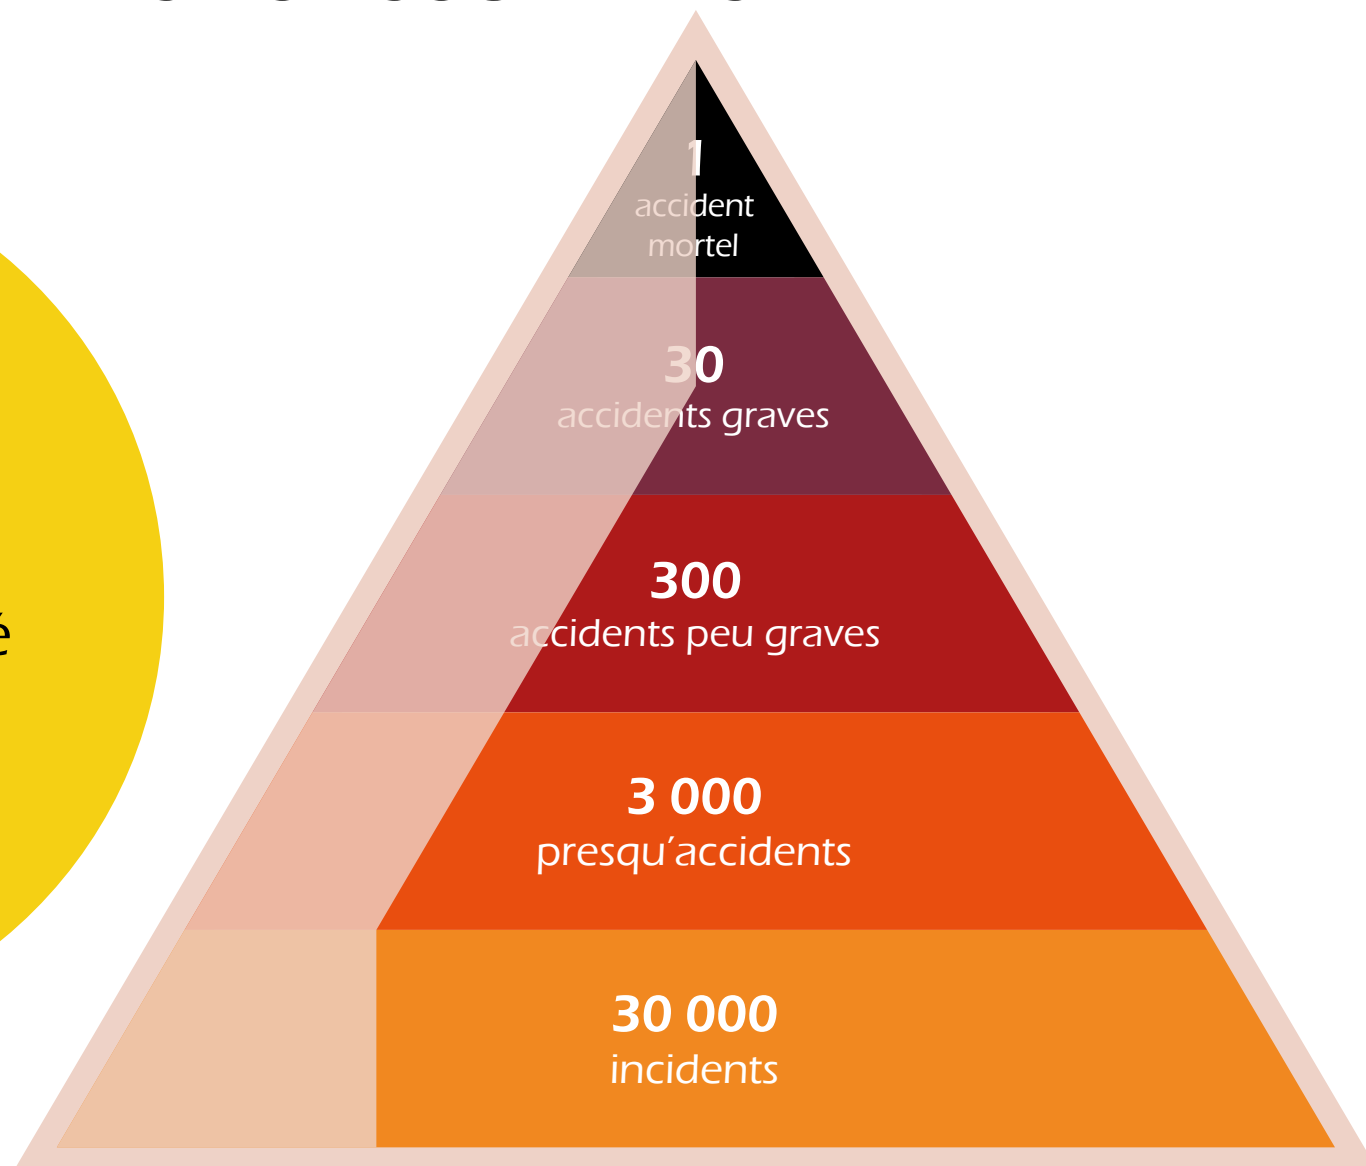 1
accident
mortel
30
accidents graves
300
accidents peu graves
é
3 000
presqu’accidents
30 000
incidents